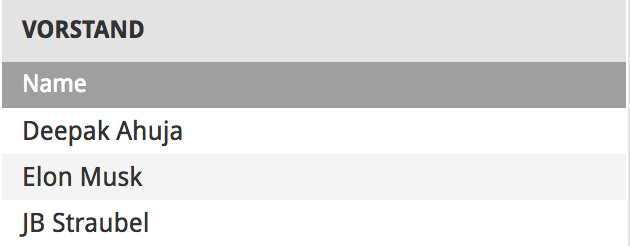 VORSTAND
Name
Deepak Ahuja
Elon Musk
JB Straubel